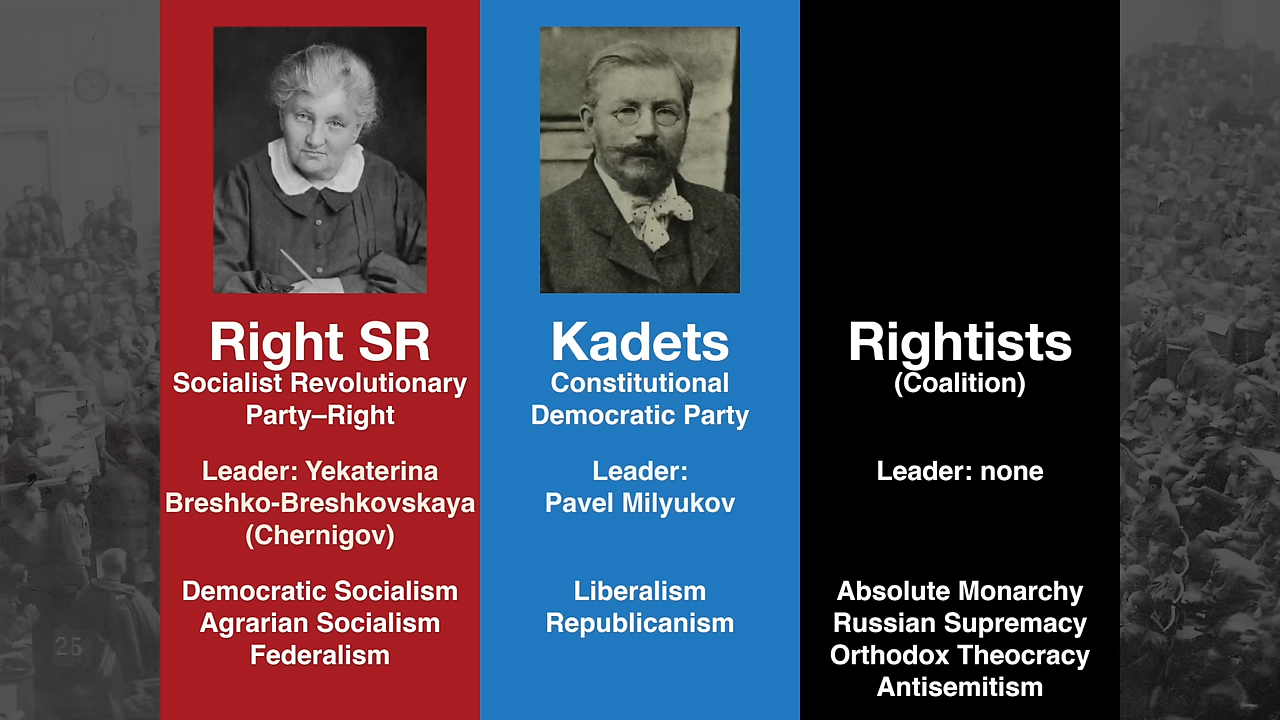 Right SR
Socialist Revolutionary
Party–Right
Leader: Yekaterina
Breshko-Breshkovskaya
(Chernigov)
Democratic Socialism
Agrarian Socialism
Federalism
Kadets
Constitutional
Democratic Party
Leader:
Pavel Milyukov
Liberalism
Republicanism
Rightists
(Coalition)
Leader: none
Absolute Monarchy
Russian Supremacy
Orthodox Theocracy
Antisemitism
25